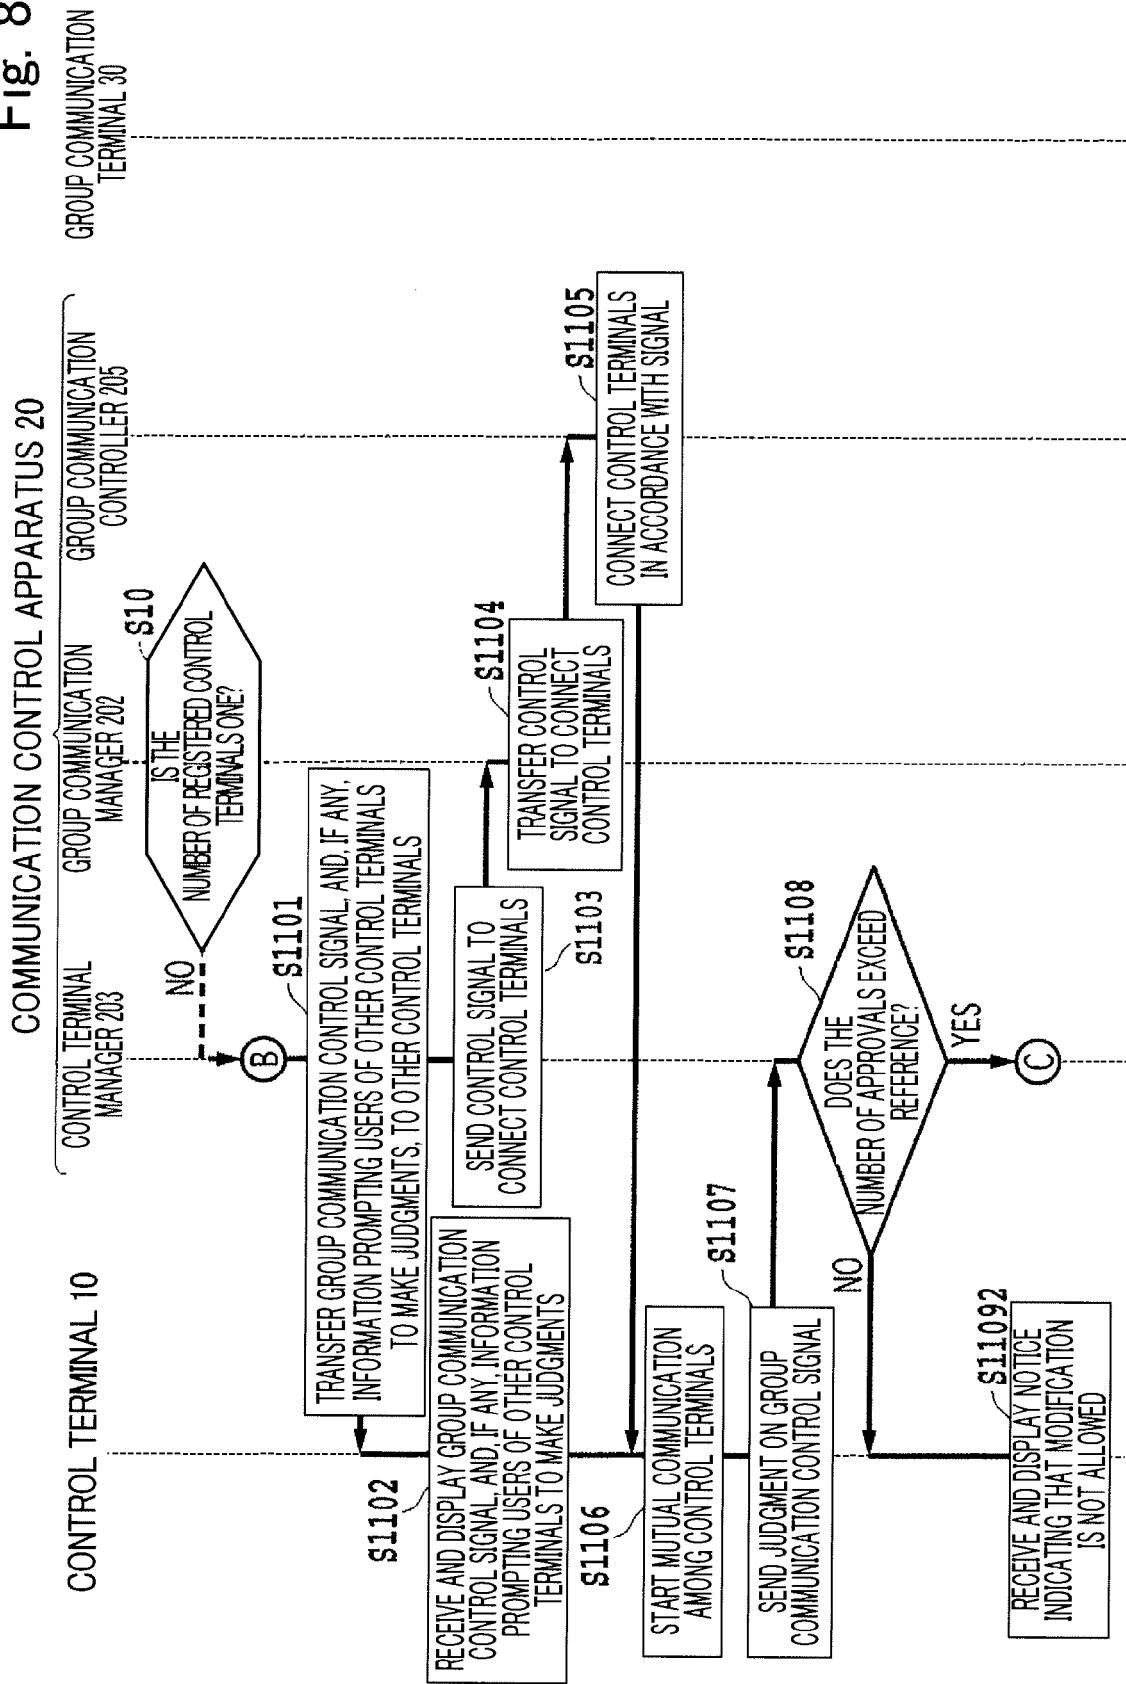 Fig. 8
COMMUNICATION CONTROL APPARATUS 20
CONTROL TERMINAL 10
CONTROL TERMINAL
MANAGER 203
GROUP COMMUNICATION
MANAGER 202
GROUP COMMUNICATION
CONTROLLER 205
GROUP COMMUNICATION
TERMINAL 30
S10
IS THE
NUMBER OF REGISTERED CONTROL
TERMINALS ONE?
NO
B
S1101
TRANSFER GROUP COMMUNICATION CONTROL SIGNAL, AND, IF ANY,
INFORMATION PROMPTING USERS OF OTHER CONTROL TERMINALS
TO MAKE JUDGMENTS, TO OTHER CONTROL TERMINALS
S1102
RECEIVE AND DISPLAY GROUP COMMUNICATION
CONTROL SIGNAL, AND, IF ANY, INFORMATION
PROMPTING USERS OF OTHER CONTROL
TERMINALS TO MAKE JUDGMENTS
SEND CONTROL SIGNAL TO
CONNECT CONTROL TERMINALS
S1103
S1104
TRANSFER CONTROL
SIGNAL TO CONNECT
CONTROL TERMINALS
S1105
CONNECT CONTROL TERMINALS
IN ACCORDANCE WITH SIGNAL
S1106
START MUTUAL COMMUNICATION
AMONG CONTROL TERMINALS
S1107
SEND JUDGMENT ON GROUP
COMMUNICATION CONTROL SIGNAL
S1108
DOES THE
NUMBER OF APPROVALS EXCEED
REFERENCE?
NO
YES
C
S11092
RECEIVE AND DISPLAY NOTICE
INDICATING THAT MODIFICATION
IS NOT ALLOWED